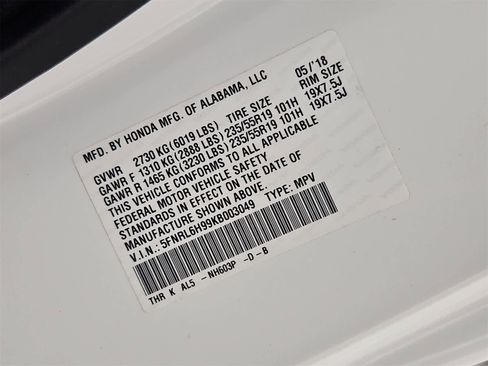 MFD. BY HONDA MFG. OF ALABAMA, LLC 05/'18
GVWR 2730 KG (6019 LBS) TIRE SIZE RIM SIZE
GAWR F 1310 KG (2888 LBS) 235/55R19 101H 19X7.5J
GAWR R 1465 KG (3230 LBS) 235/55R19 101H 19X7.5J
THIS VEHICLE CONFORMS TO ALL APPLICABLE
FEDERAL MOTOR VEHICLE SAFETY
STANDARDS IN EFFECT ON THE DATE OF
MANUFACTURE SHOWN ABOVE.
V.I.N.: 5FNRL6H99KB003049 TYPE: MPV
THR K AL5 -NH603P -D -B